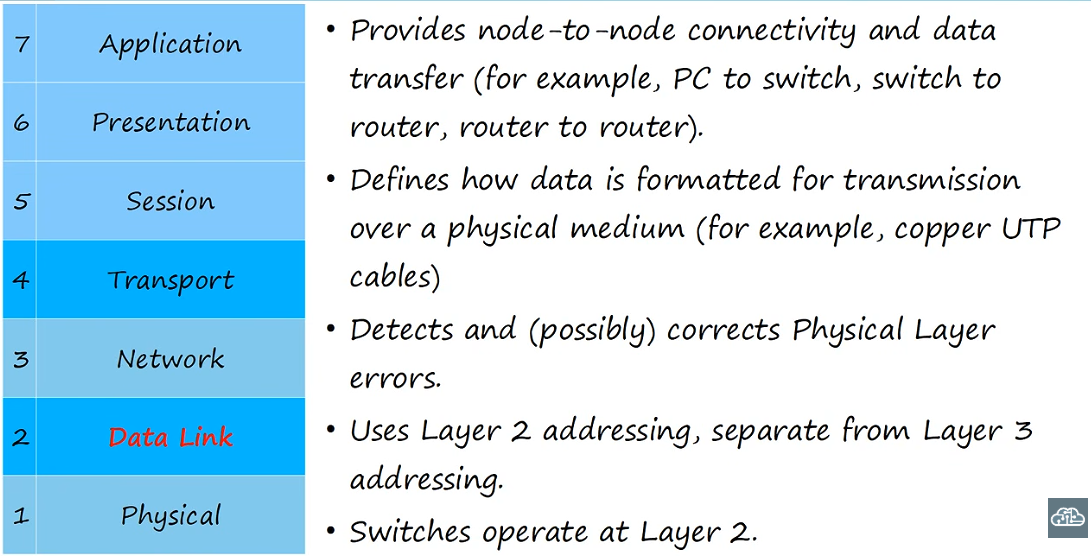 7 Application
6 Presentation
5 Session
4 Transport
3 Network
2 Data Link
1 Physical
• Provides node-to-node connectivity and data
transfer (for example, PC to switch, switch to
router, router to router).
• Defines how data is formatted for transmission
over a physical medium (for example, copper UTP
cables)
• Detects and (possibly) corrects Physical Layer
errors.
• Uses Layer 2 addressing, separate from Layer 3
addressing.
• Switches operate at Layer 2.